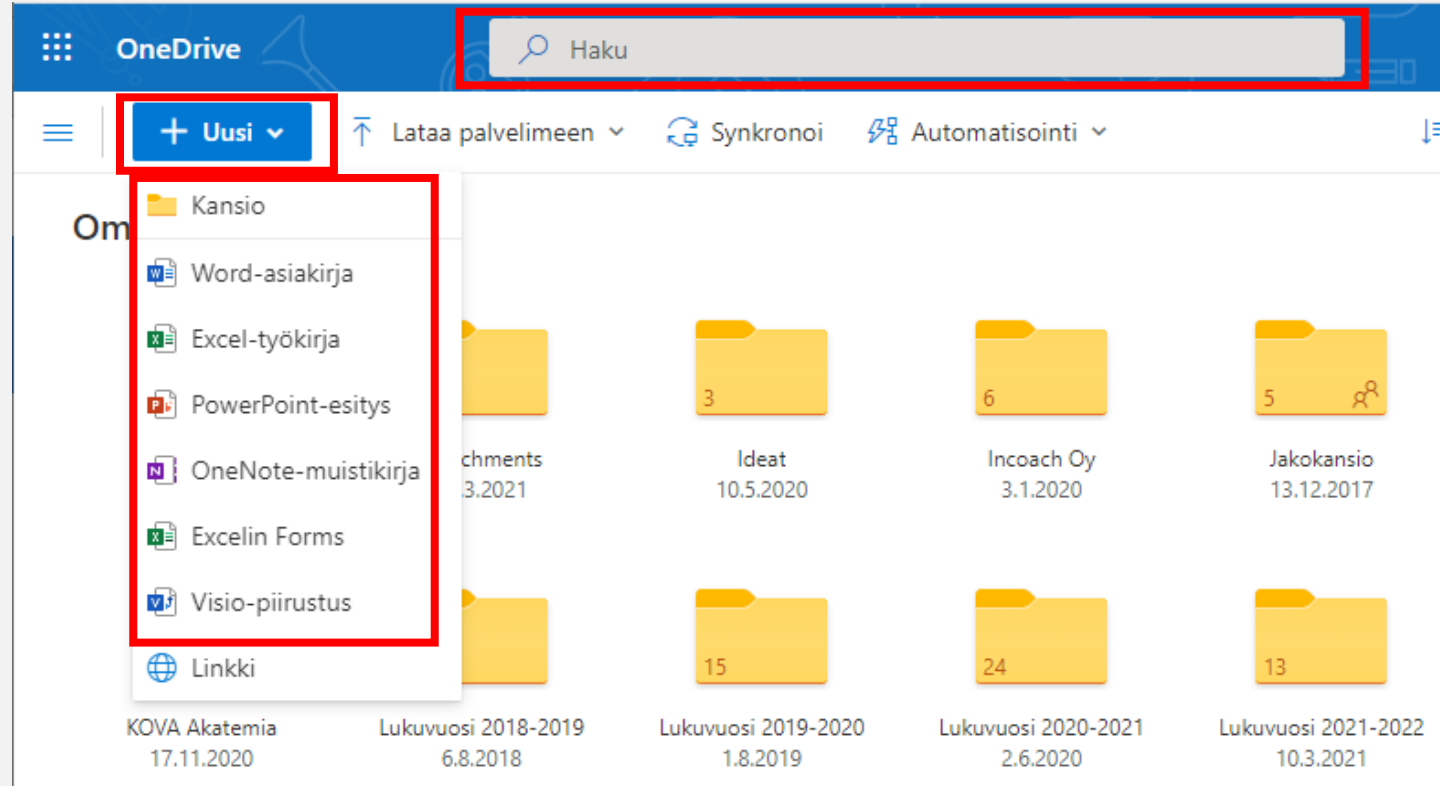 OneDrive
Haku
Uusi
Lataa palvelimeen
Synkronoi
Automatisointi
Om
Kansio
Word-asiakirja
Excel-työkirja
PowerPoint-esitys
OneNote-muistikirja
Excelin Forms
Visio-piirustus
Linkki
3
6
5
chments
Ideat
Incoach Oy
Jakokansio
.3.2021
10.5.2020
3.1.2020
13.12.2017
15
24
13
KOVA Akatemia
Lukuvuosi 2018-2019
Lukuvuosi 2019-2020
Lukuvuosi 2020-2021
Lukuvuosi 2021-2022
17.11.2020
6.8.2018
1.8.2019
2.6.2020
10.3.2021